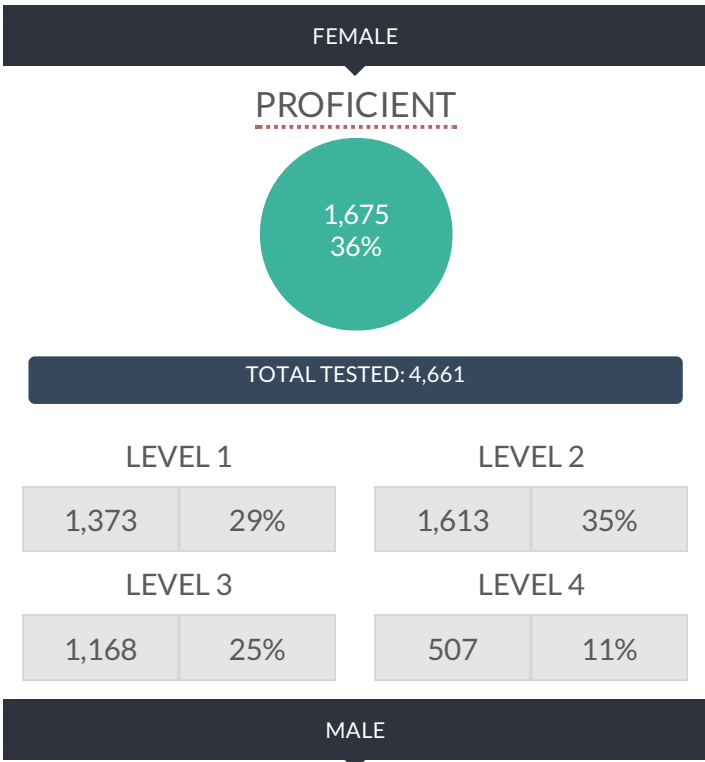 FEMALE
PROFICIENT
1,675
36%
TOTAL TESTED: 4,661
LEVEL 1 LEVEL 2
1,373 29% 1,613 35%
LEVEL 3 LEVEL 4
1,168 25% 507 11%
MALE